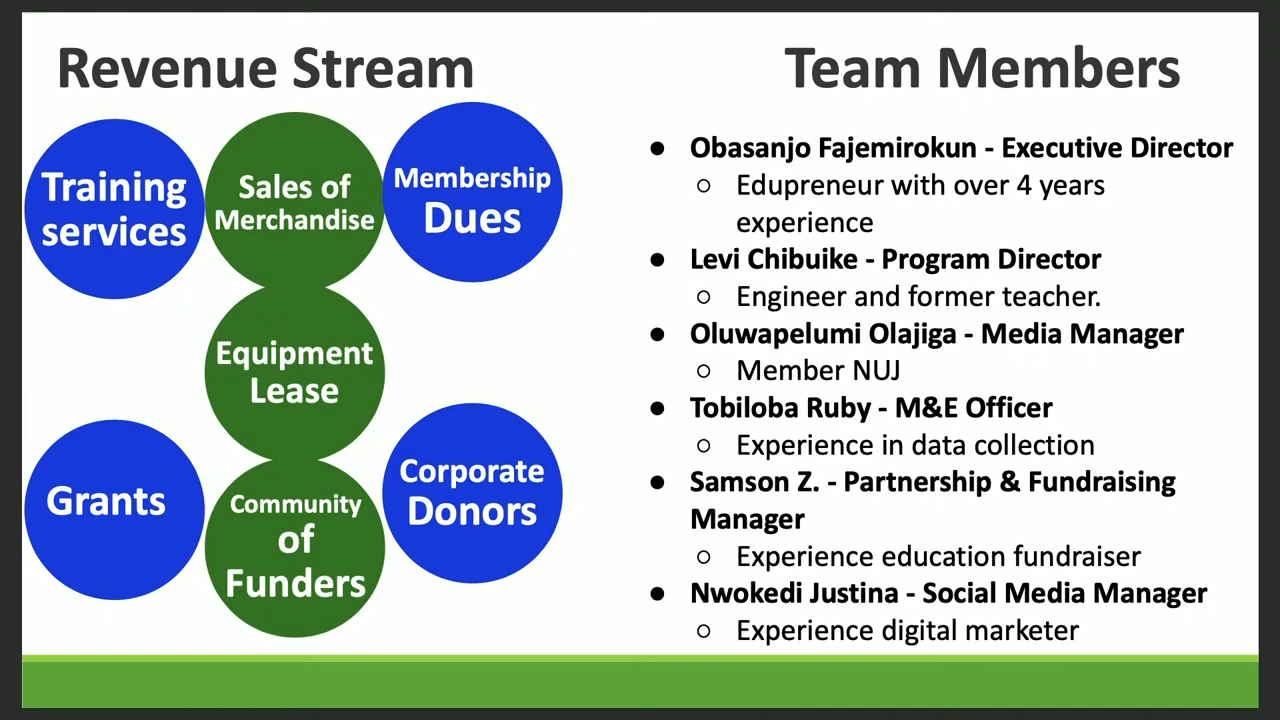 Revenue Stream
Training
services
Sales of
Merchandise
Membership
Dues
Equipment
Lease
Grants
Community
of
Funders
Corporate
Donors
Team Members
● Obasanjo Fajemirokun - Executive Director
○ Edupreneur with over 4 years
experience
● Levi Chibuike - Program Director
○ Engineer and former teacher.
● Oluwapelumi Olajiga - Media Manager
○ Member NUJ
● Tobiloba Ruby - M&E Officer
○ Experience in data collection
● Samson Z. - Partnership & Fundraising
Manager
○ Experience education fundraiser
● Nwokedi Justina - Social Media Manager
○ Experience digital marketer